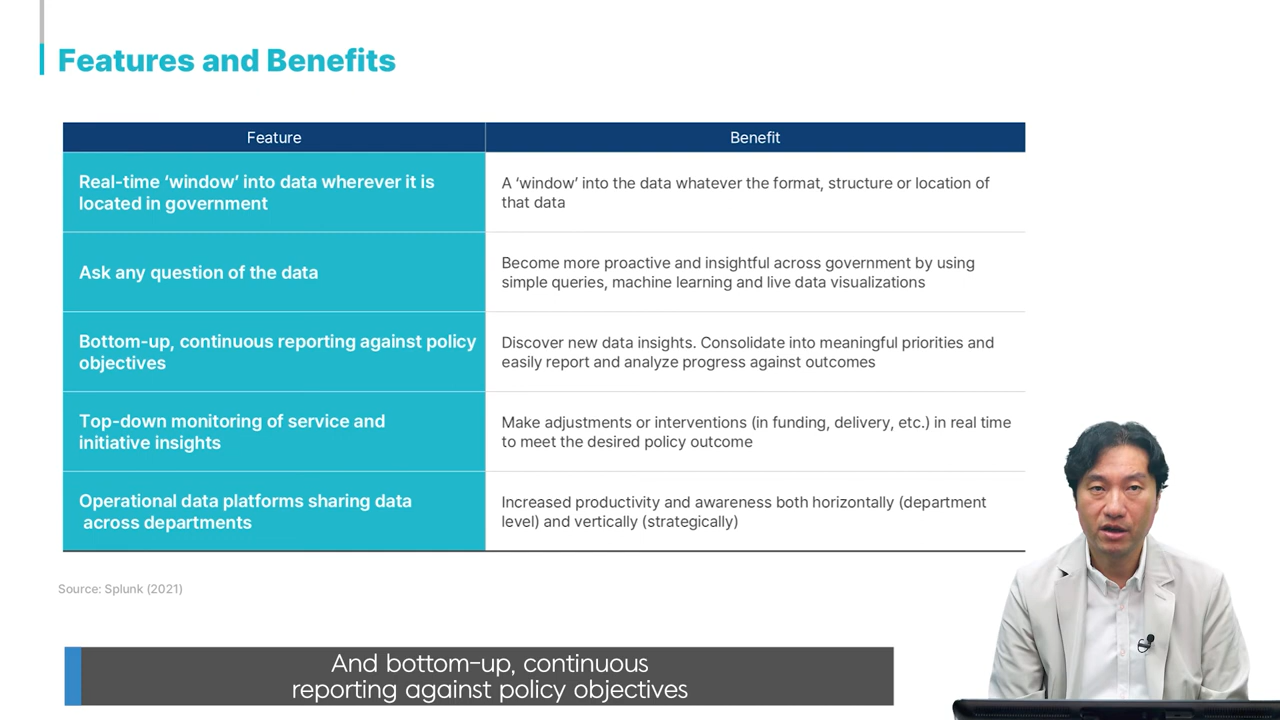 Features and Benefits
Feature
Benefit
Real-time ‘window’ into data wherever it is
located in government
A ‘window’ into the data whatever the format, structure or location of
that data
Ask any question of the data
Become more proactive and insightful across government by using
simple queries, machine learning and live data visualizations
Bottom-up, continuous reporting against policy
objectives
Discover new data insights. Consolidate into meaningful priorities and
easily report and analyze progress against outcomes
Top-down monitoring of service and
initiative insights
Make adjustments or interventions (in funding, delivery, etc.) in real time
to meet the desired policy outcome
Operational data platforms sharing data
across departments
Increased productivity and awareness both horizontally (department
level) and vertically (strategically)
Source: Splunk (2021)
And bottom-up, continuous
reporting against policy objectives